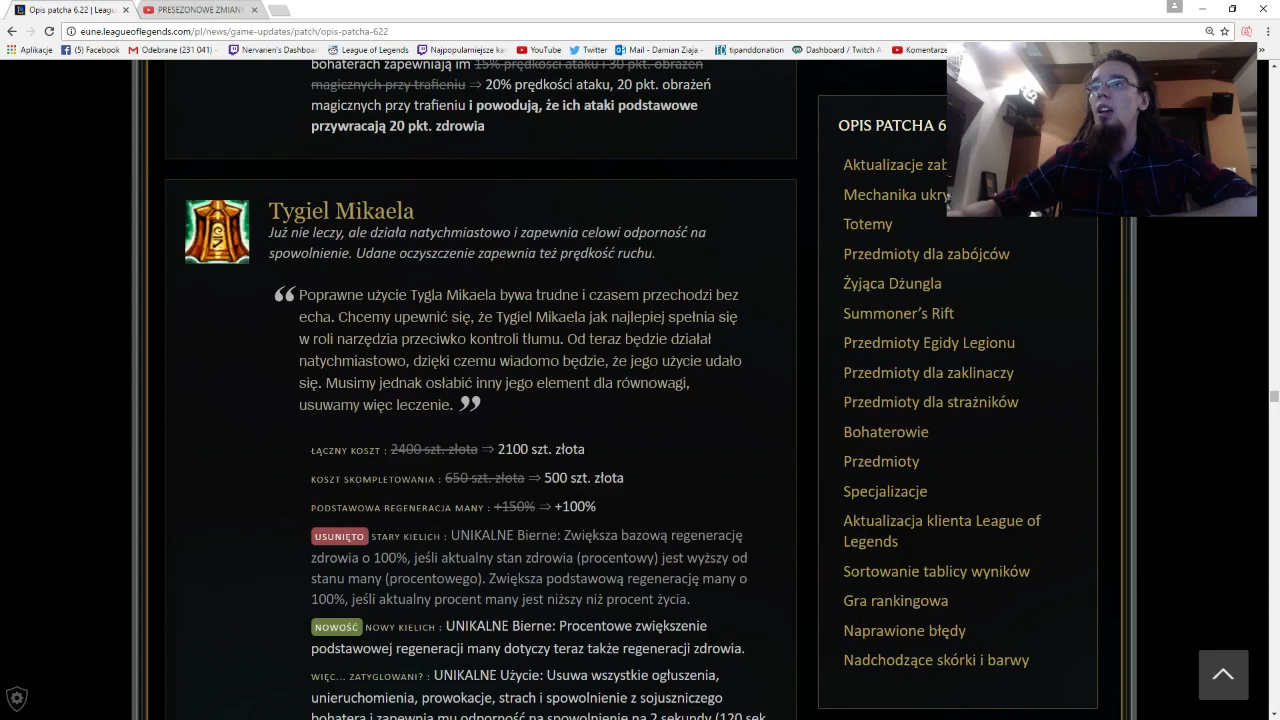 Opis patcha 6.22 | Leagu
PRESEZONOWE ZMIANY
eune.leagueoflegends.com/pl/news/game-updates/patch/opis-patcha-622
Aplikacje (5) Facebook Odebrane (231 041) Nervarien's Dashboa League of Legends Najpopularniejsze kan YouTube Twitter Mail - Damian Ziaja tipanddonation Dashboard / Twitch Komentarze »
bohaterach zapewniają im 15% prędkości ataku i 30 pkt. obrażeń
magicznych przy trafieniu ⇒ 20% prędkości ataku, 20 pkt. obrażeń
magicznych przy trafieniu i powodują, że ich ataki podstawowe
przywracają 20 pkt. zdrowia
Tygiel Mikaela
Już nie leczy, ale działa natychmiastowo i zapewnia celowi odporność na
spowolnienie. Udane oczyszczenie zapewnia też prędkość ruchu.
“ Poprawne użycie Tygla Mikaela bywa trudne i czasem przechodzi bez
echa. Chcemy upewnić się, że Tygiel Mikaela jak najlepiej spełnia się
w roli narzędzia przeciwko kontroli tłumu. Od teraz będzie działał
natychmiastowo, dzięki czemu wiadomo będzie, że jego użycie udało
się. Musimy jednak osłabić inny jego element dla równowagi,
usuwamy więc leczenie. ”
ŁĄCZNY KOSZT : 2400 szt. złota ⇒ 2100 szt. złota
KOSZT SKOMPLETOWANIA : 650 szt. złota ⇒ 500 szt. złota
PODSTAWOWA REGENERACJA MANY : +150% ⇒ +100%
USUNIĘTO STARY KIELICH : UNIKALNE Bierne: Zwiększa bazową regenerację
zdrowia o 100%, jeśli aktualny stan zdrowia (procentowy) jest wyższy od
stanu many (procentowego). Zwiększa podstawową regenerację many o
100%, jeśli aktualny procent many jest niższy niż procent życia.
NOWOŚĆ NOWY KIELICH : UNIKALNE Bierne: Procentowe zwiększenie
podstawowej regeneracji many dotyczy teraz także regeneracji zdrowia.
WIĘC... ZATYGLOWANI? : UNIKALNE Użycie: Usuwa wszystkie ogłuszenia,
unieruchomienia, prowokacje, strach i spowolnienie z sojuszniczego
bohatera i zapewnia mu odporność na spowolnienie na 2 sekundy (120 sek
OPIS PATCHA 6
Aktualizacje zab
Mechanika ukry
Totemy
Przedmioty dla zabójców
Żyjąca Dżungla
Summoner's Rift
Przedmioty Egidy Legionu
Przedmioty dla zaklinaczy
Przedmioty dla strażników
Bohaterowie
Przedmioty
Specjalizacje
Aktualizacja klienta League of
Legends
Sortowanie tablicy wyników
Gra rankingowa
Naprawione błędy
Nadchodzące skórki i barwy